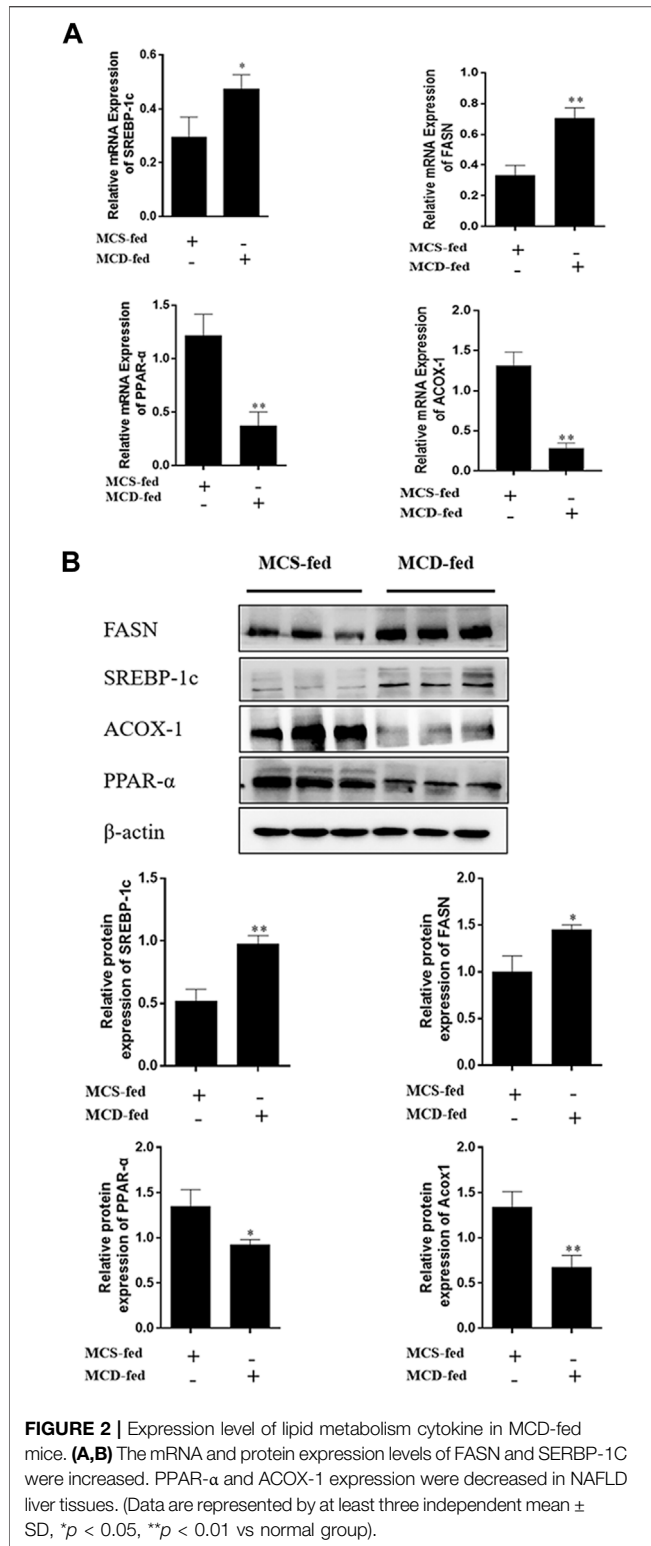 A
Relative mRNA Expression
of SREBP-1c
0.6
0.4
0.2
0.0
*
MCS-fed + -
MCD-fed - +
Relative mRNA Expression
of FASN
1.0
0.8
0.6
0.4
0.2
0.0
**
MCS-fed + -
MCD-fed - +
Relative mRNA Expression
of PPAR-α
1.5
1.0
0.5
0.0
**
MCS-fed + -
MCD-fed - +
Relative mRNA Expression
of ACOX-1
2.0
1.5
1.0
0.5
0.0
**
MCS-fed + -
MCD-fed - +
B
MCS-fed MCD-fed
FASN
SREBP-1c
ACOX-1
PPAR-α
β-actin
Relative protein
expression of SREBP-1c
1.5
1.0
0.5
0.0
**
MCS-fed + -
MCD-fed - +
Relative protein
expression of FASN
2.0
1.5
1.0
0.5
0.0
*
MCS-fed + -
MCD-fed - +
Relative protein
expression of PPAR-α
2.0
1.5
1.0
0.5
0.0
*
MCS-fed + -
MCD-fed - +
Relative protein
expression of Acox1
2.0
1.5
1.0
0.5
0.0
**
MCS-fed + -
MCD-fed - +
FIGURE 2 | Expression level of lipid metabolism cytokine in MCD-fed
mice. (A,B) The mRNA and protein expression levels of FASN and SERBP-1C
were increased. PPAR-α and ACOX-1 expression were decreased in NAFLD
liver tissues. (Data are represented by at least three independent mean ±
SD, *p < 0.05, **p < 0.01 vs normal group).